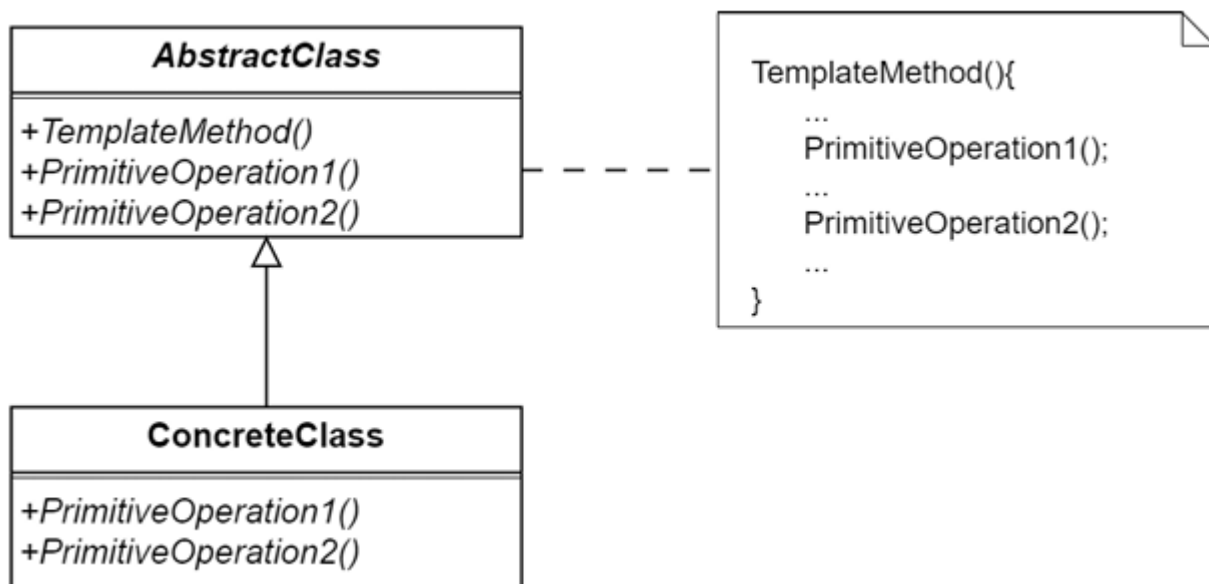 AbstractClass
+TemplateMethod()
+PrimitiveOperation1()
+PrimitiveOperation2()
TemplateMethod(){
...
PrimitiveOperation1();
...
PrimitiveOperation2();
...
}
ConcreteClass
+PrimitiveOperation1()
+PrimitiveOperation2()